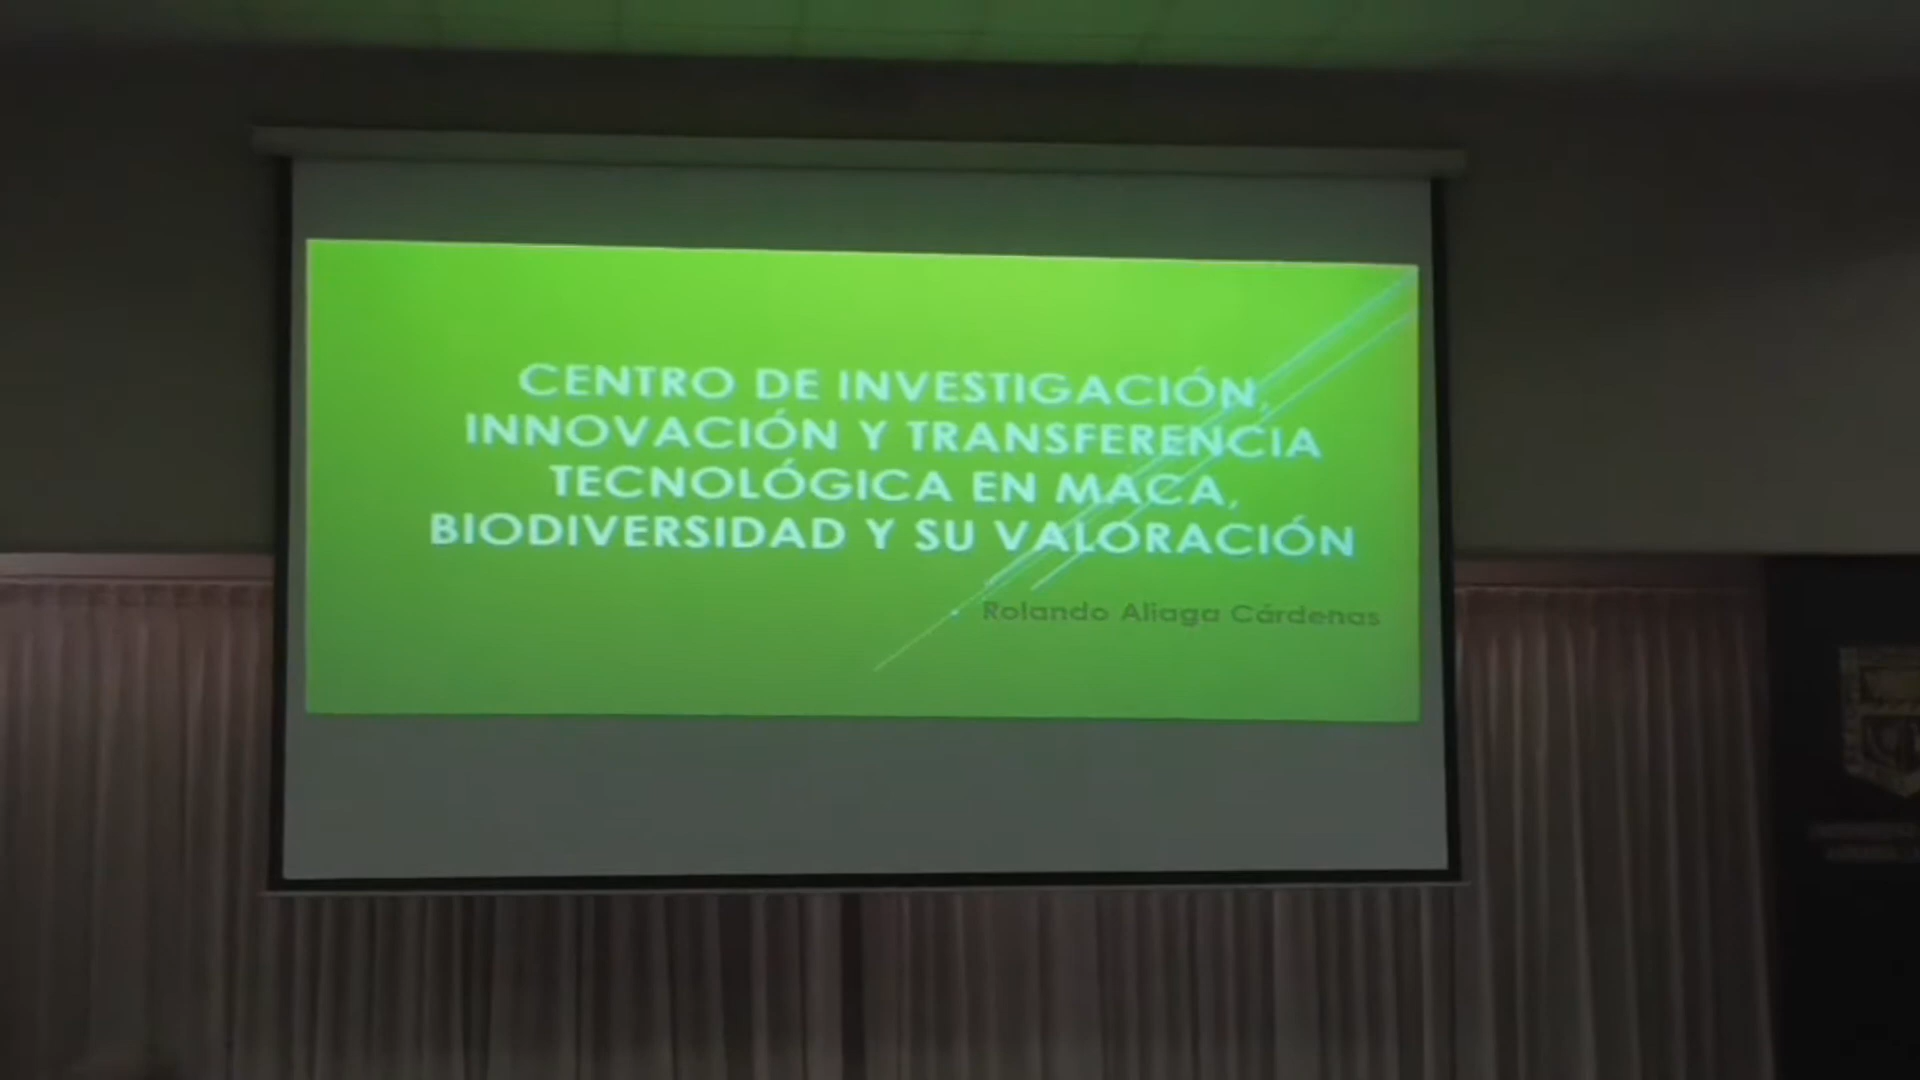 CENTRO DE INVESTIGACIÓN,
INNOVACIÓN Y TRANSFERENCIA
TECNOLÓGICA EN MACA,
BIODIVERSIDAD Y SU VALORACIÓN
Rolando Aliaga Cárdenas